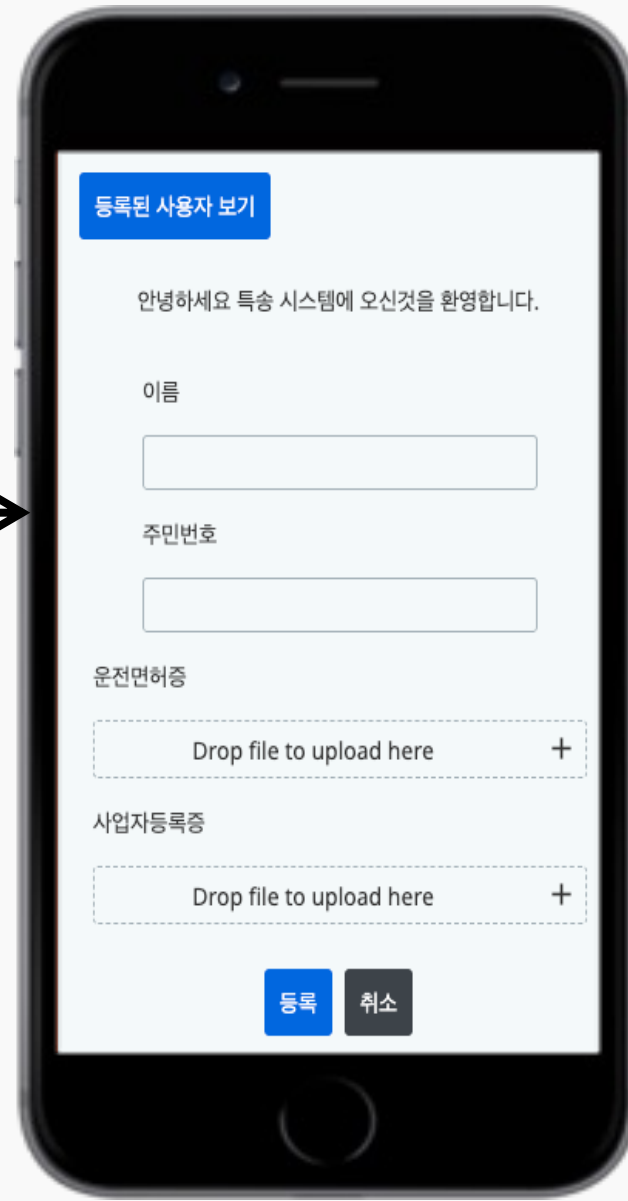 등록된 사용자 보기
안녕하세요 특송 시스템에 오신것을 환영합니다.
이름
주민번호
운전면허증
Drop file to upload here +
사업자등록증
Drop file to upload here +
등록 취소